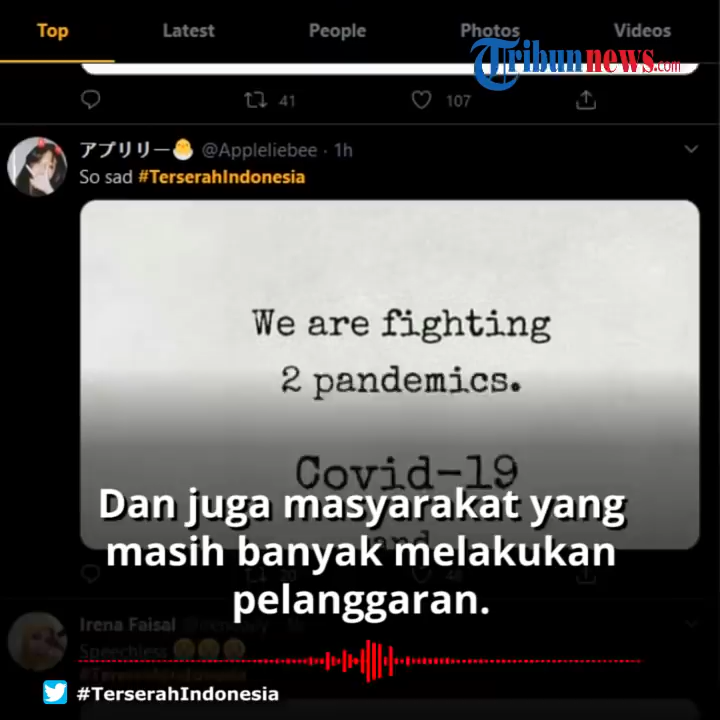 Top
Latest
People
Photos
Videos
Tribunnews.com
41
107
アプリリー🐣 @Appleliebee · 1h
So sad #TerserahIndonesia
We are fighting
2 pandemics.
Covid-19
and
Dan juga masyarakat yang
masih banyak melakukan
pelanggaran.
Irena Faisal
Speechless
#TerserahIndonesia
#TerserahIndonesia